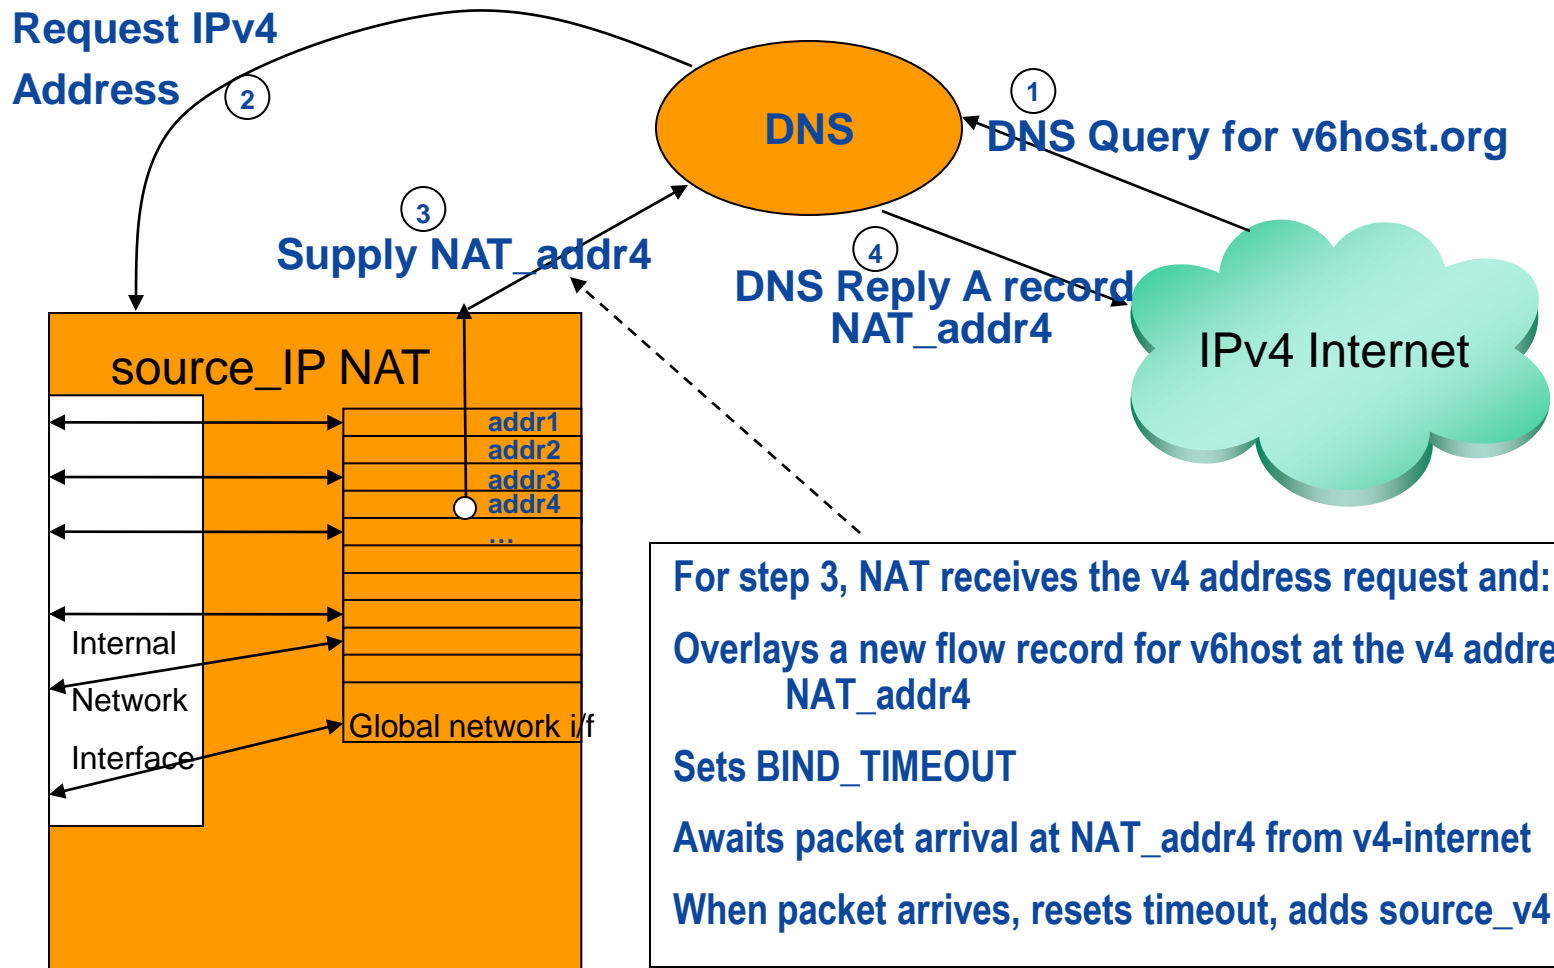 Request IPv4
Address
2
DNS
1
DNS Query for v6host.org
3
Supply NAT_addr4
4
DNS Reply A record
NAT_addr4
IPv4 Internet
source_IP NAT
addr1
addr2
addr3
addr4
...
Internal
Network
Interface
Global network i/f
For step 3, NAT receives the v4 address request and:
Overlays a new flow record for v6host at the v4 addre
NAT_addr4
Sets BIND_TIMEOUT
Awaits packet arrival at NAT_addr4 from v4-internet
When packet arrives, resets timeout, adds source_v4